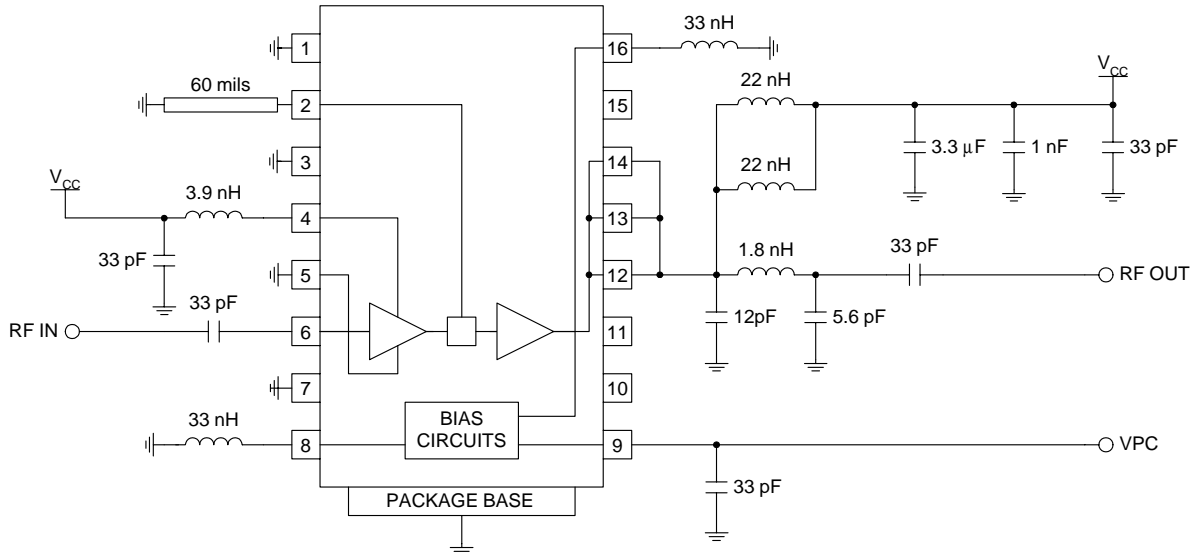 1
16
33 nH
60 mils
2
15
22 nH
V_CC
3
14
3.3 μF
1 nF
33 pF
22 nH
V_CC
3.9 nH
4
13
33 pF
5
12
1.8 nH
33 pF
RF OUT
33 pF
RF IN
6
11
12pF
5.6 pF
7
10
33 nH
BIAS
CIRCUITS
8
9
VPC
33 pF
PACKAGE BASE